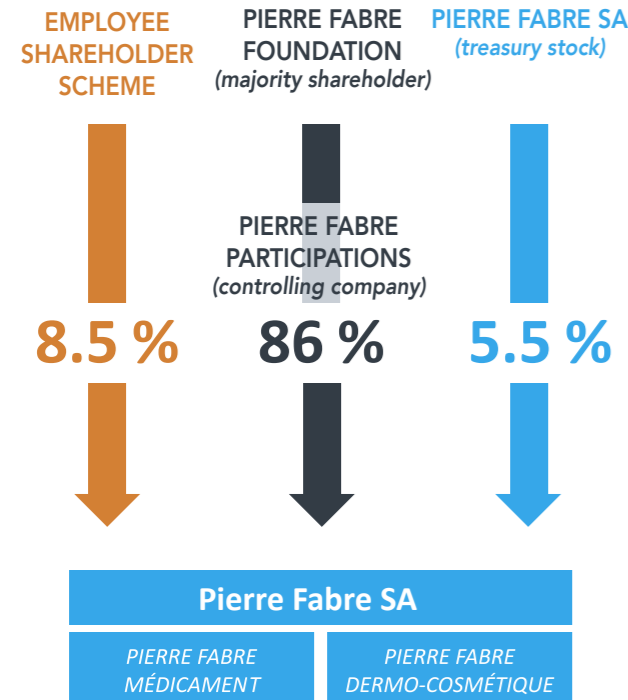 EMPLOYEE
SHAREHOLDER
SCHEME
PIERRE FABRE
FOUNDATION
(majority shareholder)
PIERRE FABRE SA
(treasury stock)
PIERRE FABRE
PARTICIPATIONS
(controlling company)
8.5 %
86 %
5.5 %
Pierre Fabre SA
PIERRE FABRE
MÉDICAMENT
PIERRE FABRE
DERMO-COSMÉTIQUE